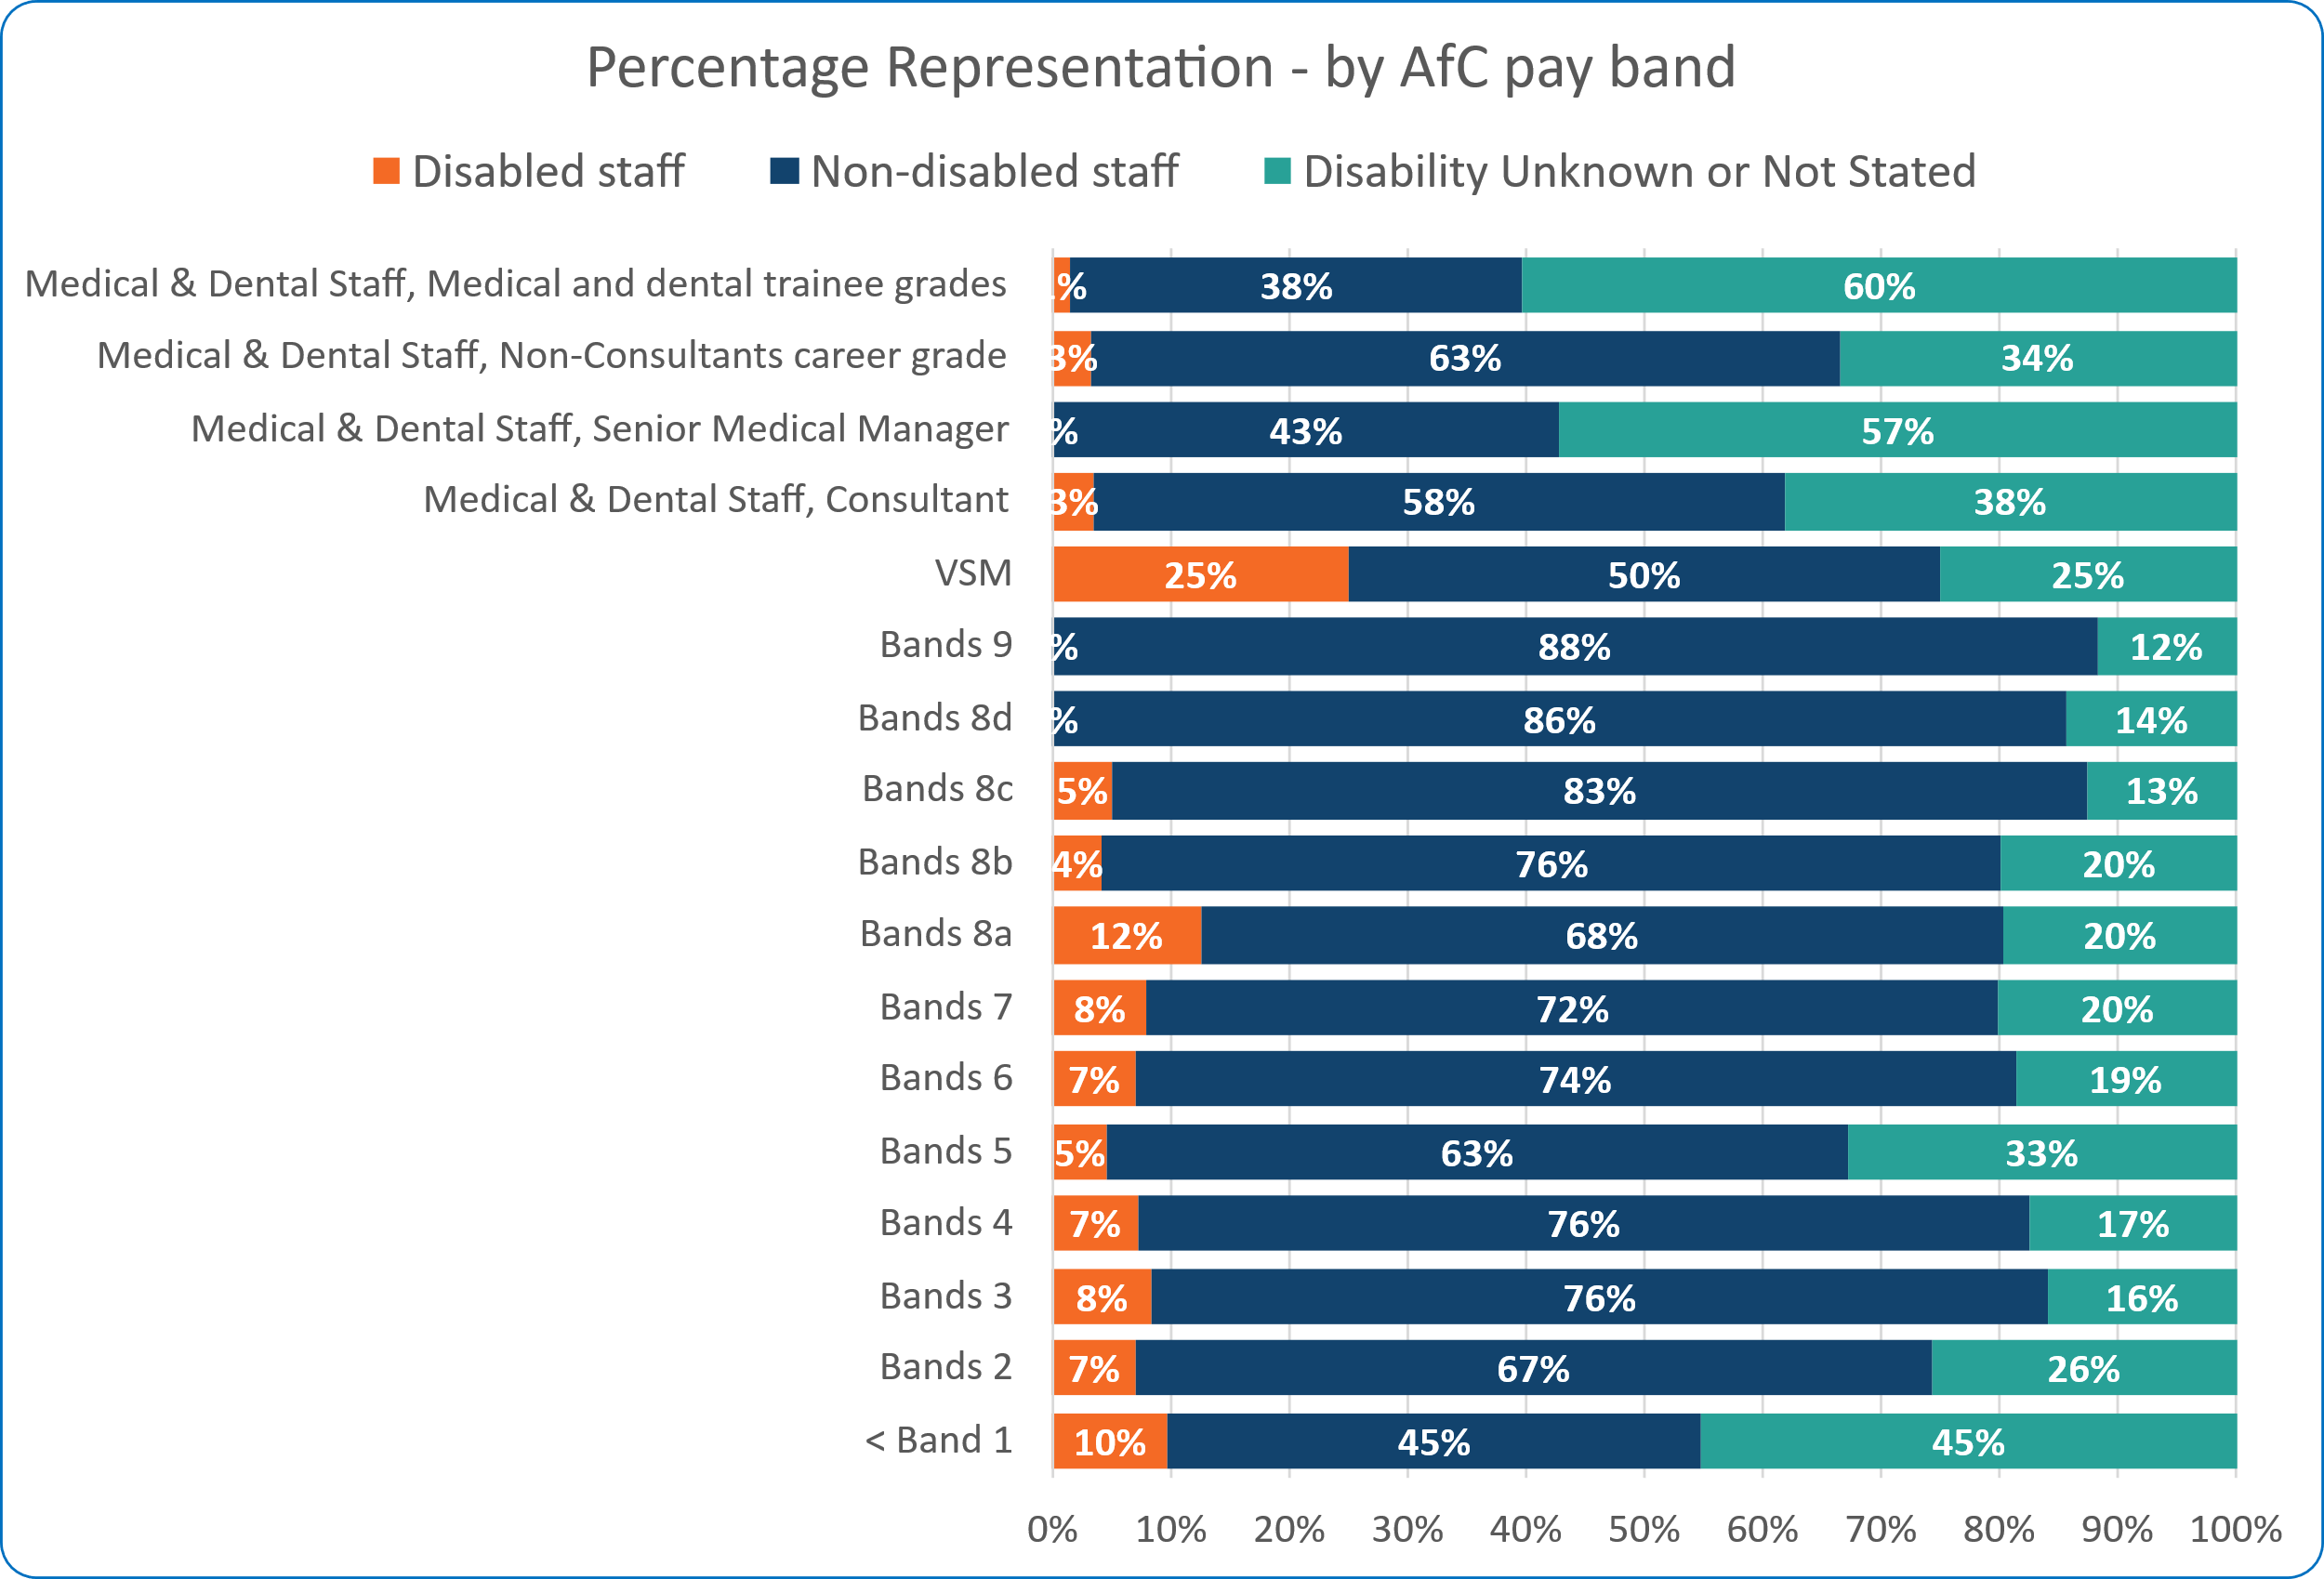 Percentage Representation - by AfC pay band
Disabled staff Non-disabled staff Disability Unknown or Not Stated
Medical & Dental Staff, Medical and dental trainee grades 1% 38% 60%
Medical & Dental Staff, Non-Consultants career grade 3% 63% 34%
Medical & Dental Staff, Senior Medical Manager % 43% 57%
Medical & Dental Staff, Consultant 3% 58% 38%
VSM 25% 50% 25%
Bands 9 % 88% 12%
Bands 8d % 86% 14%
Bands 8c 5% 83% 13%
Bands 8b 4% 76% 20%
Bands 8a 12% 68% 20%
Bands 7 8% 72% 20%
Bands 6 7% 74% 19%
Bands 5 5% 63% 33%
Bands 4 7% 76% 17%
Bands 3 8% 76% 16%
Bands 2 7% 67% 26%
< Band 1 10% 45% 45%
0% 10% 20% 30% 40% 50% 60% 70% 80% 90% 100%